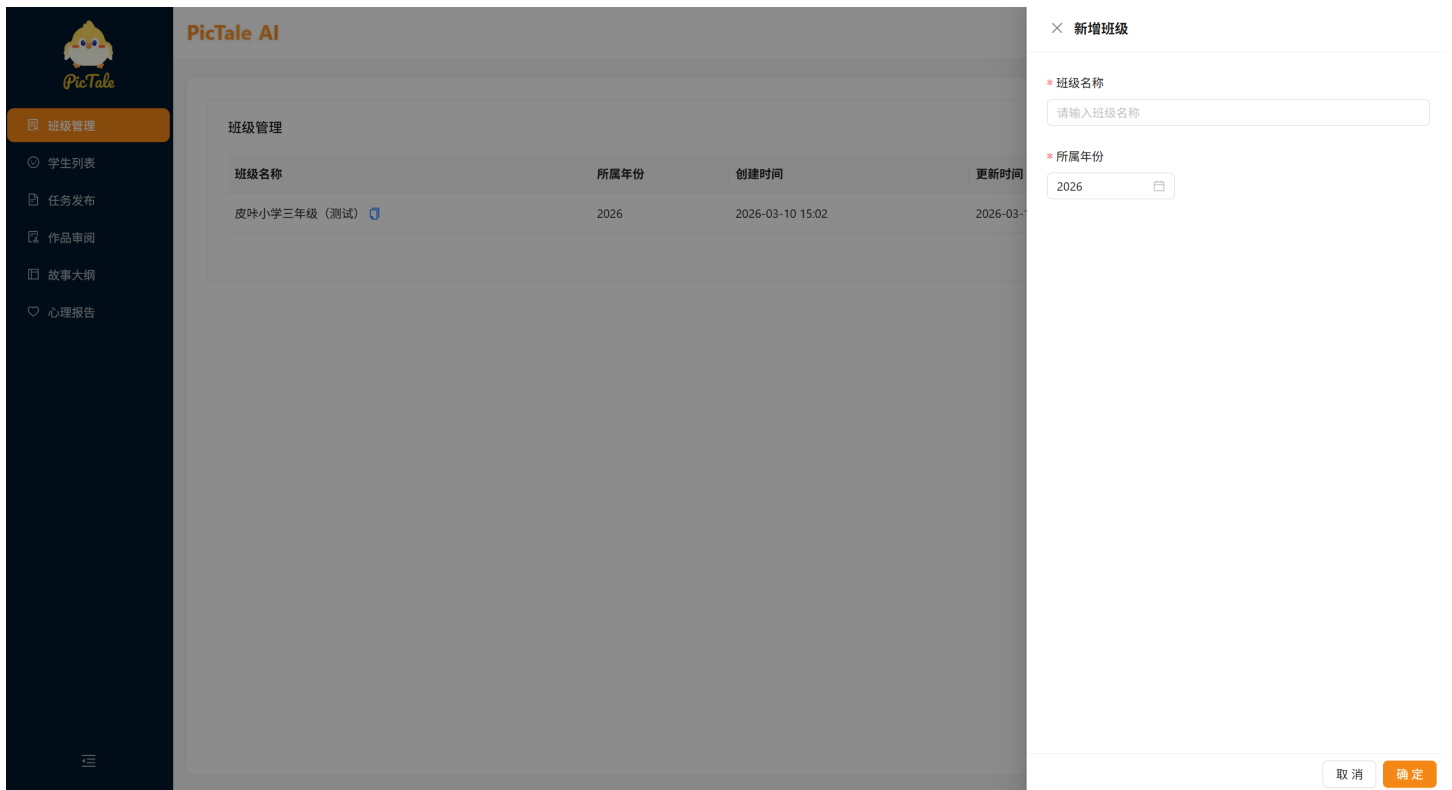 PicTale
班级管理
学生列表
任务发布
作品审阅
故事大纲
心理报告
PicTale AI
班级管理
班级名称 所属年份 创建时间 更新时间
皮咔小学三年级（测试） 2026 2026-03-10 15:02 2026-03-1
新增班级
* 班级名称
请输入班级名称
* 所属年份
2026
取 消 确 定